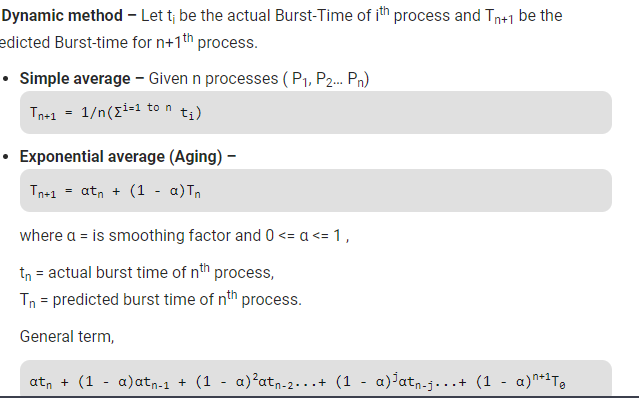 Dynamic method – Let tᵢ be the actual Burst-Time of iᵗʰ process and Tₙ₊₁ be the
edicted Burst-time for n+1ᵗʰ process.
• Simple average – Given n processes ( P₁, P₂... Pₙ)
Tₙ₊₁ = 1/n(Σⁱ⁼¹ ᵗᵒ ⁿ tᵢ)
• Exponential average (Aging) –
Tₙ₊₁ = αtₙ + (1 - α)Tₙ
where α = is smoothing factor and 0 <= α <= 1 ,
tₙ = actual burst time of nᵗʰ process,
Tₙ = predicted burst time of nᵗʰ process.
General term,
αtₙ + (1 - α)αtₙ₋₁ + (1 - α)²αtₙ₋₂...+ (1 - α)ʲαtₙ₋ⱼ...+ (1 - α)ⁿ⁺¹T₀